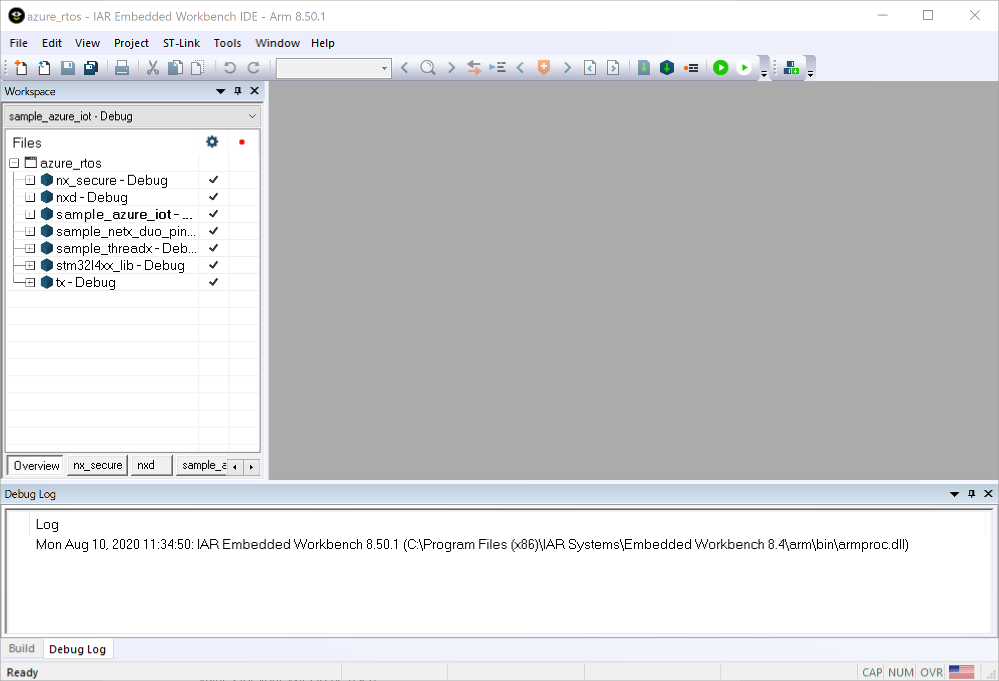 azure_rtos - IAR Embedded Workbench IDE - Arm 8.50.1
File Edit View Project ST-Link Tools Window Help
Workspace
sample_azure_iot - Debug
Files
azure_rtos
nx_secure - Debug
nxd - Debug
sample_azure_iot - ...
sample_netx_duo_pin...
sample_threadx - Deb...
stm32l4xx_lib - Debug
tx - Debug
Overview nx_secure nxd sample_a
Debug Log
Log
Mon Aug 10, 2020 11:34:50: IAR Embedded Workbench 8.50.1 (C:\Program Files (x86)\IAR Systems\Embedded Workbench 8.4\arm\bin\armproc.dll)
Build Debug Log
Ready CAP NUM OVR